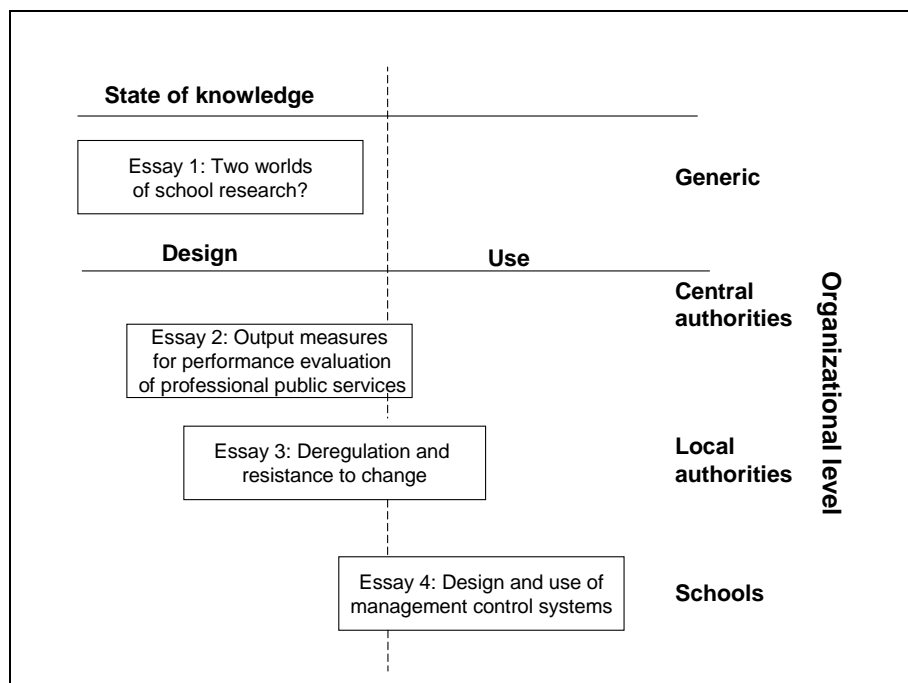 State of knowledge
Essay 1: Two worlds
of school research?
Generic
Design
Use
Central
authorities
Essay 2: Output measures
for performance evaluation
of professional public services
Essay 3: Deregulation and
resistance to change
Local
authorities
Essay 4: Design and use of
management control systems
Schools
Organizational level